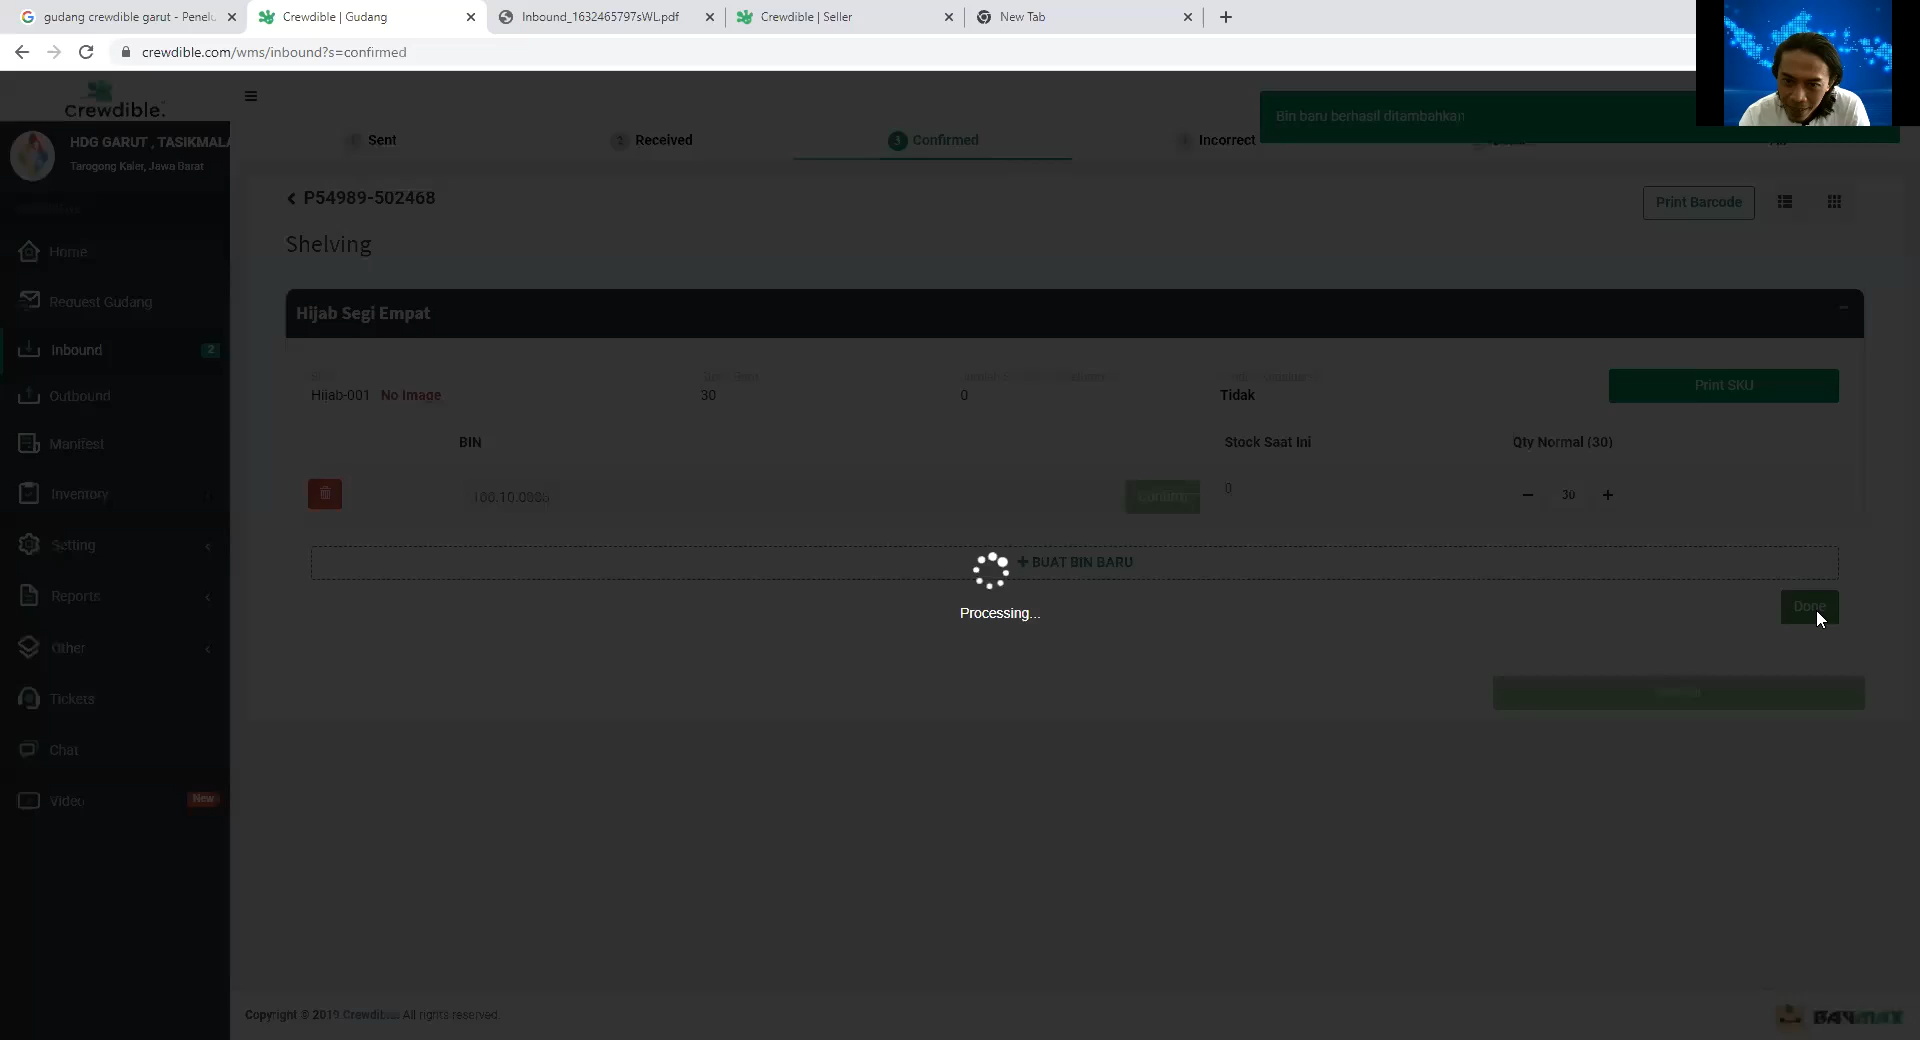 gudang crewdible garut - Penelu
Crewdible | Gudang
Inbound_1632465797sWL.pdf
Crewdible | Seller
New Tab
crewdible.com/wms/inbound?s=confirmed
Crewdible.
HDG GARUT , TASIKMALA
Tarogong Kaler, Jawa Barat
Home
Request Gudang
Inbound 2
Outbound
Manifest
Inventory
Setting
Reports
Other
Tickets
Chat
Video New
Bin baru berhasil ditambahkan
Sent
2 Received
3 Confirmed
Incorrect
P54989-502468
Print Barcode
Shelving
Hijab Segi Empat
Hijab-001 No Image 30 0 Tidak Print SKU
BIN Stock Saat Ini Qty Normal (30)
Confirm 0 − 30 +
+ BUAT BIN BARU
Processing...
Done
Copyright © 2019 Crewdible All rights reserved.
BAYMAX